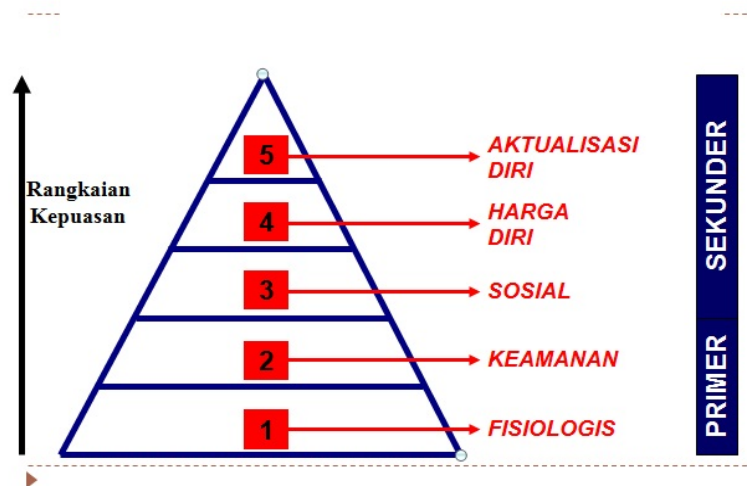 5
AKTUALISASI
DIRI
Rangkaian
Kepuasan
4
HARGA
DIRI
3
SOSIAL
2
KEAMANAN
1
FISIOLOGIS
SEKUNDER
PRIMER